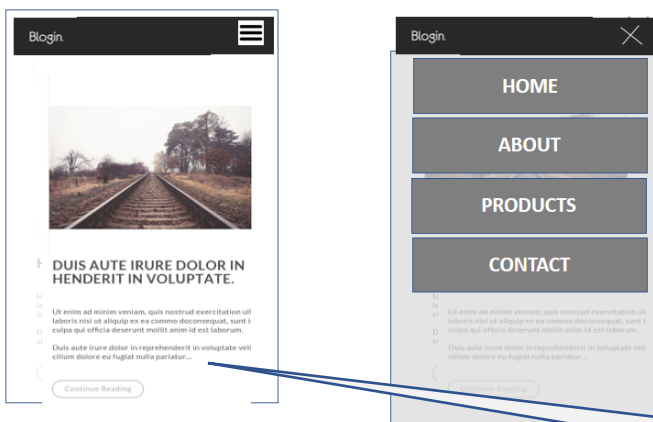 Blogin.
DUIS AUTE IRURE DOLOR IN
HENDERIT IN VOLUPTATE.
Ut enim ad minim veniam, quis nostrud exercitation ull
laboris nisi ut aliquip ex ea commo doconsequat, sunt i
culpa qui officia deserunt mollit anim id est laborum.
Duis aute irure dolor in reprehenderit in voluptate veli
cillum dolore eu fugiat nulla pariatur...
Continue Reading
Blogin.
HOME
ABOUT
PRODUCTS
CONTACT
Ut enim ad minim veniam, quis nostrud exercitation ull
laboris nisi ut aliquip ex ea commo doconsequat, sunt i
culpa qui officia deserunt mollit anim id est laborum.
Duis aute irure dolor in reprehenderit in voluptate veli
cillum dolore eu fugiat nulla pariatur...
Continue Reading